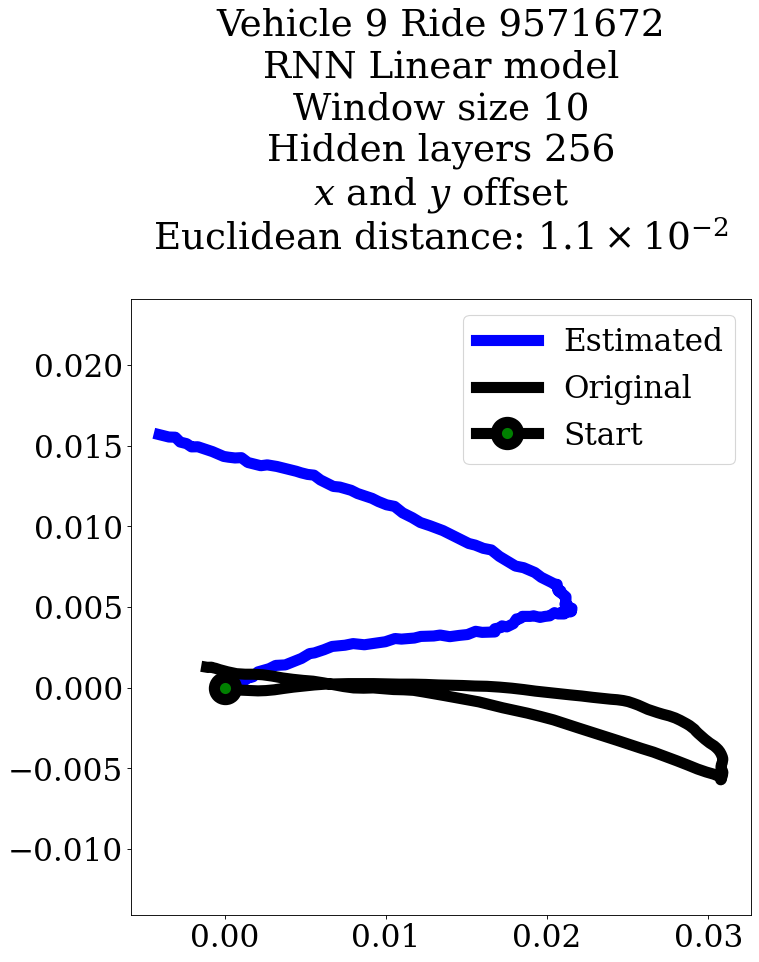 Vehicle 9 Ride 9571672
RNN Linear model
Window size 10
Hidden layers 256
x and y offset
Euclidean distance: 1.1 × 10⁻²
Estimated
Original
Start
0.020
0.015
0.010
0.005
0.000
−0.005
−0.010
0.00 0.01 0.02 0.03